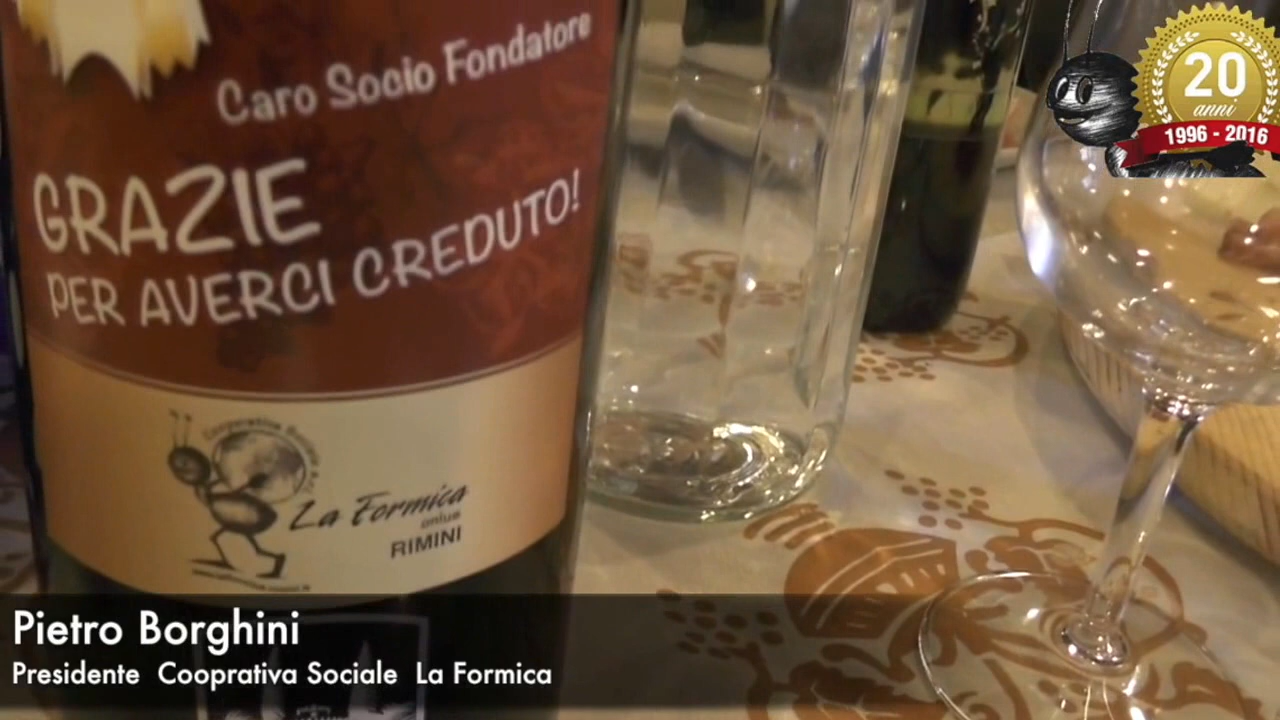 Caro Socio Fondatore
GRAZIE
PER AVERCI CREDUTO!
La Formica
onlus
RIMINI
20
anni
1996 - 2016
Pietro Borghini
Presidente Cooprativa Sociale La Formica